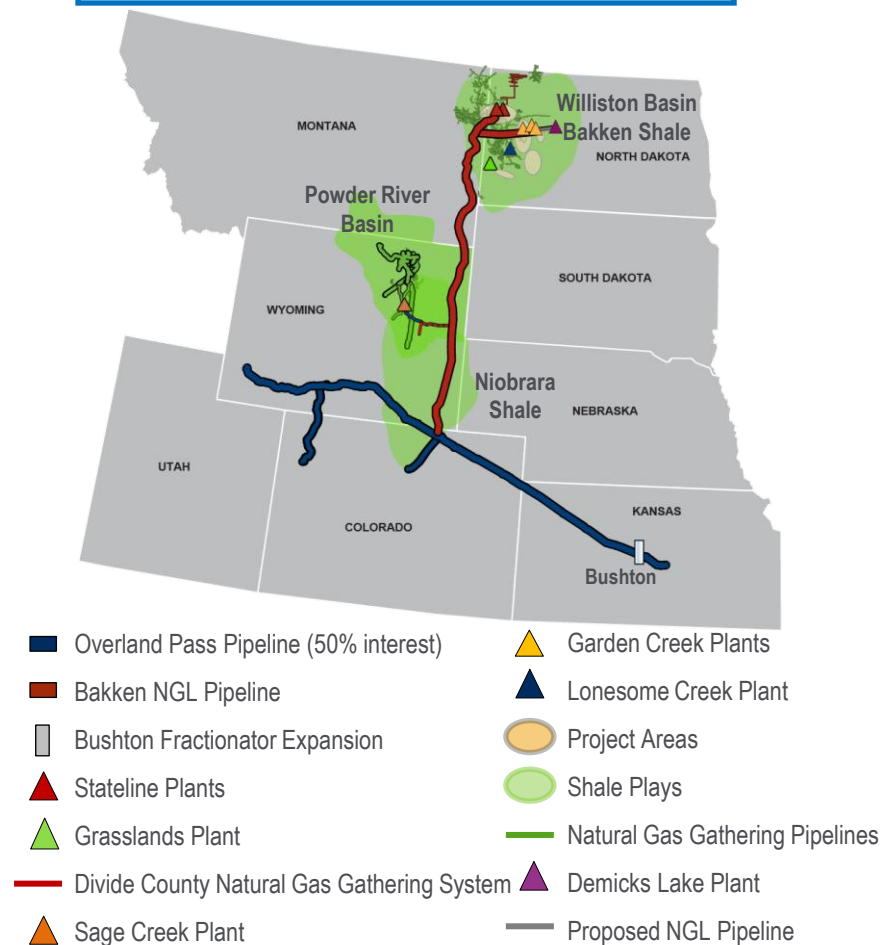 Williston Basin
Bakken Shale
MONTANA
NORTH DAKOTA
Powder River
Basin
SOUTH DAKOTA
WYOMING
Niobrara
Shale
NEBRASKA
UTAH
KANSAS
COLORADO
Bushton
Overland Pass Pipeline (50% interest)
Bakken NGL Pipeline
Bushton Fractionator Expansion
Stateline Plants
Grasslands Plant
Divide County Natural Gas Gathering System
Sage Creek Plant
Garden Creek Plants
Lonesome Creek Plant
Project Areas
Shale Plays
Natural Gas Gathering Pipelines
Demicks Lake Plant
Proposed NGL Pipeline